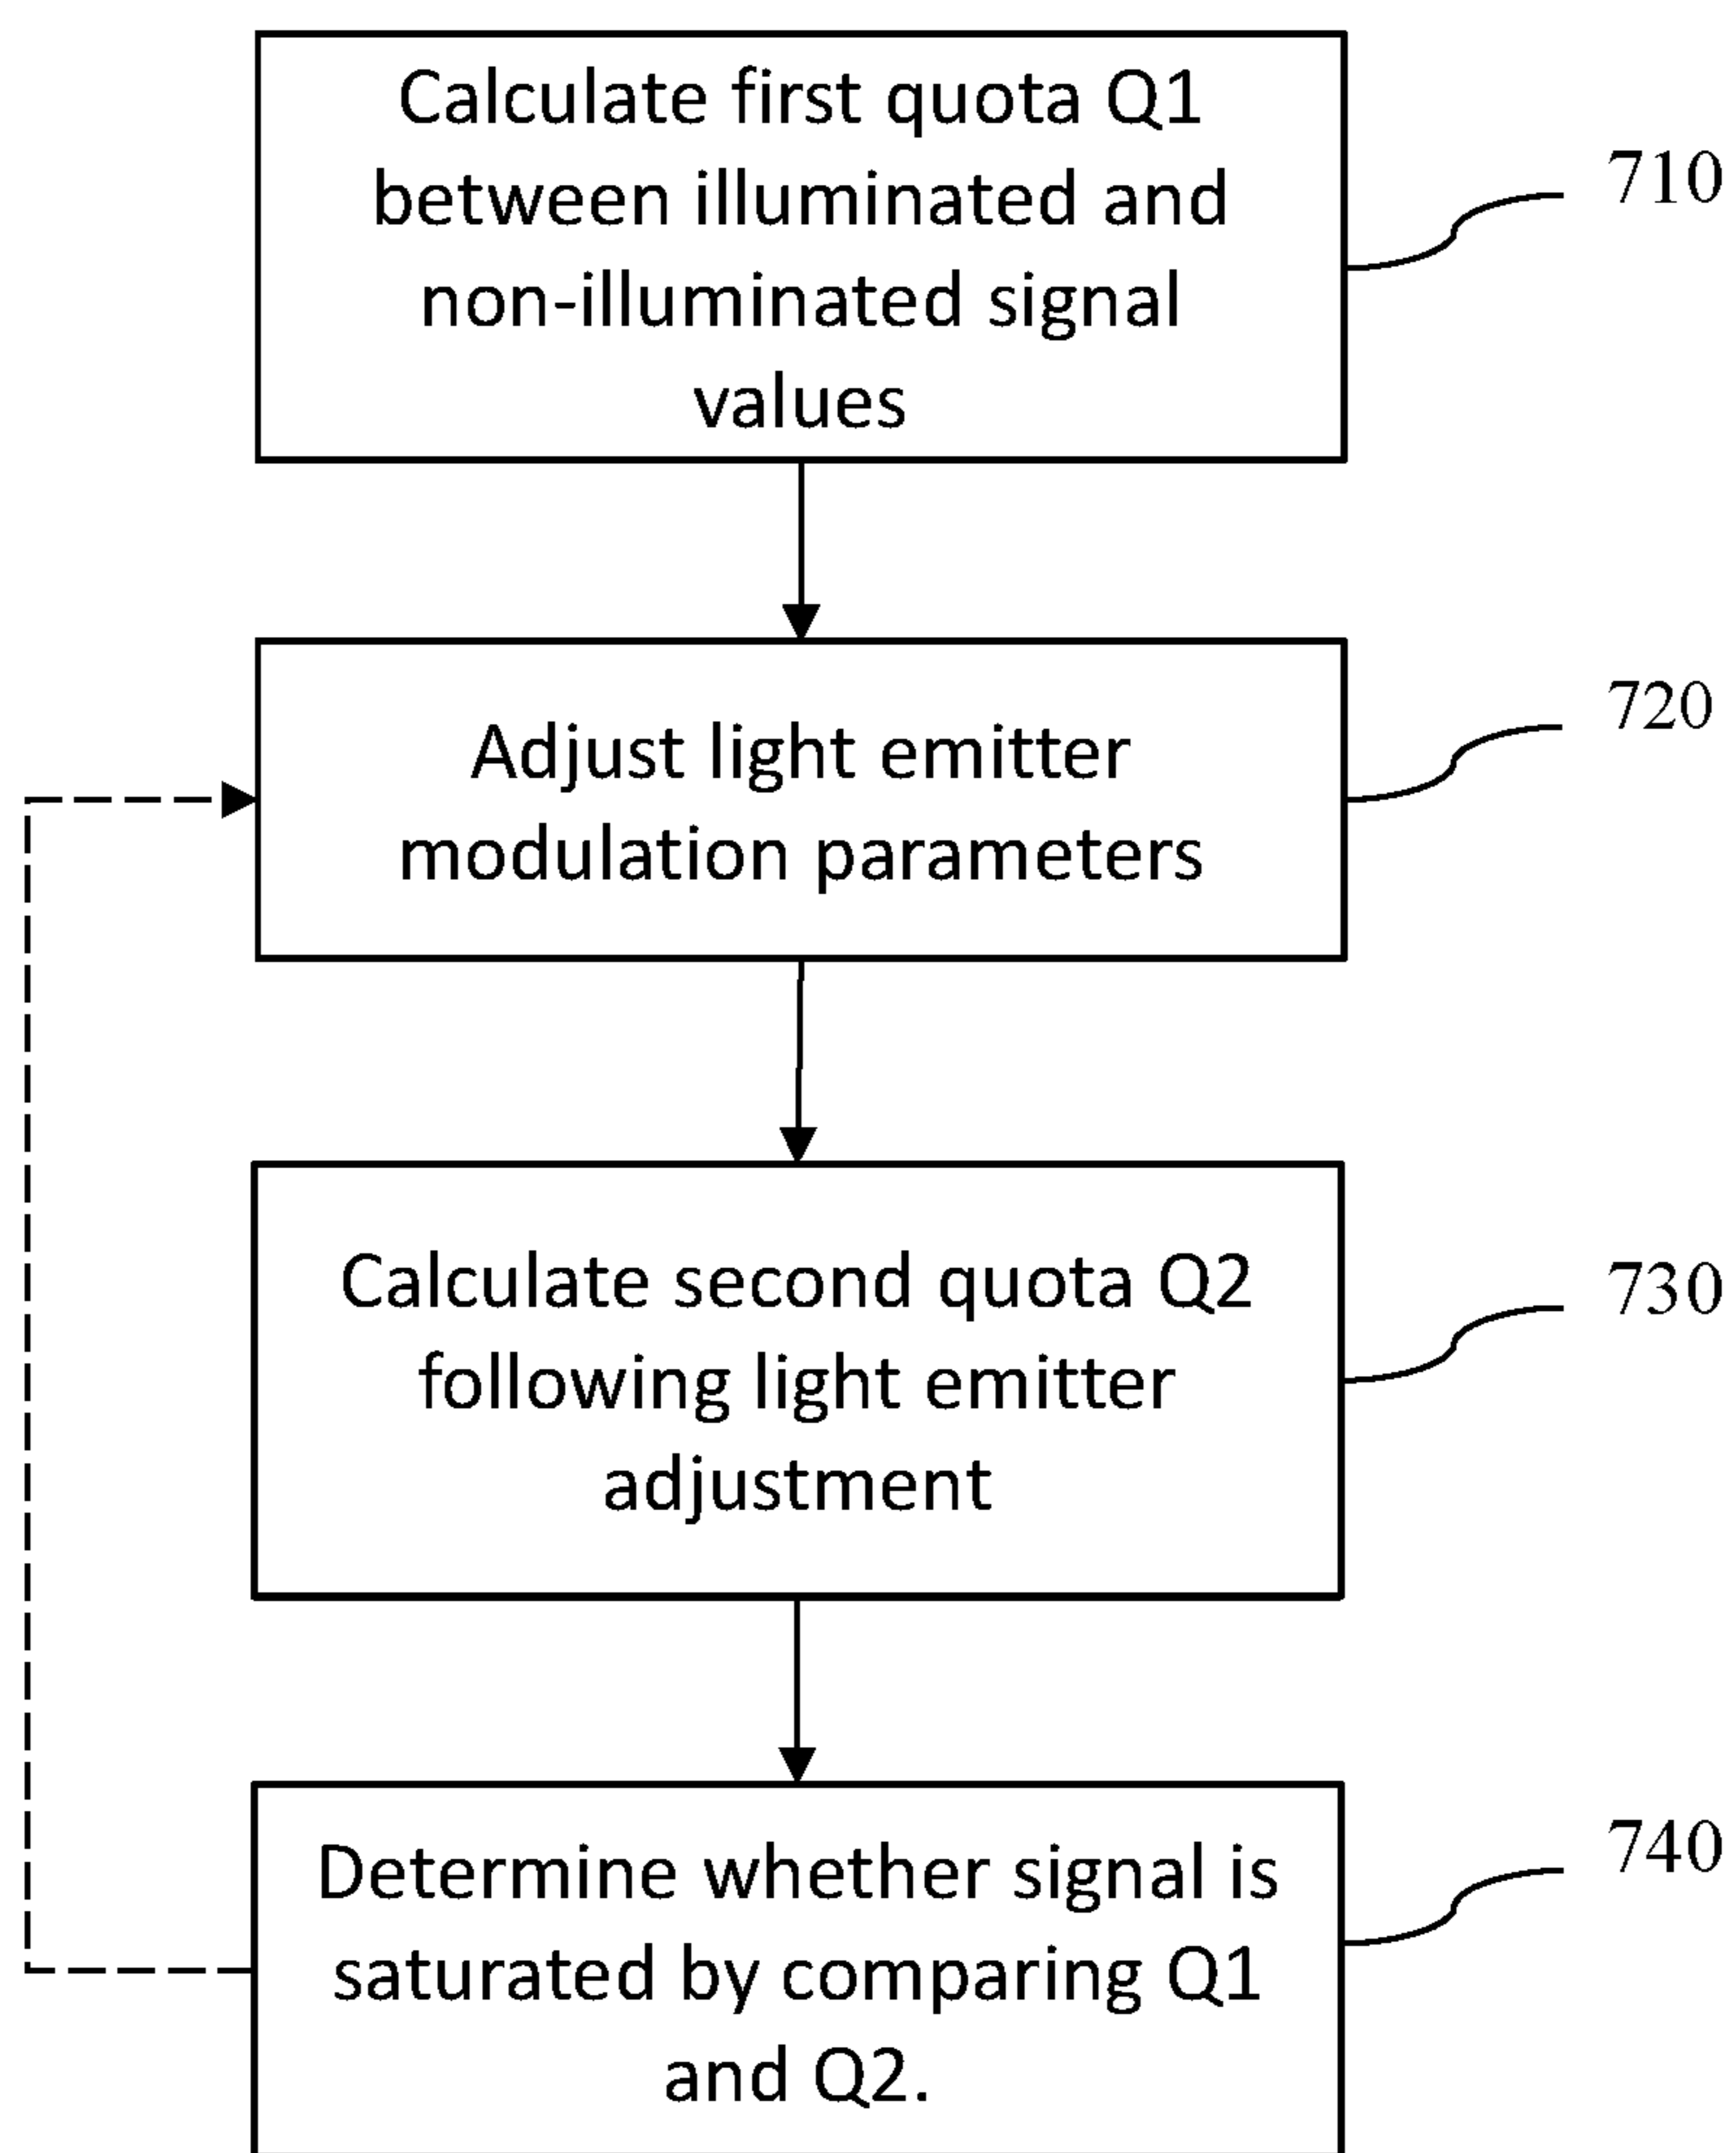 Calculate first quota Q1
between illuminated and
non-illuminated signal
values
710
Adjust light emitter
modulation parameters
720
Calculate second quota Q2
following light emitter
adjustment
730
Determine whether signal is
saturated by comparing Q1
and Q2.
740